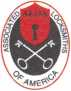 ASSOCIATED LOCKSMITHS
OF AMERICA